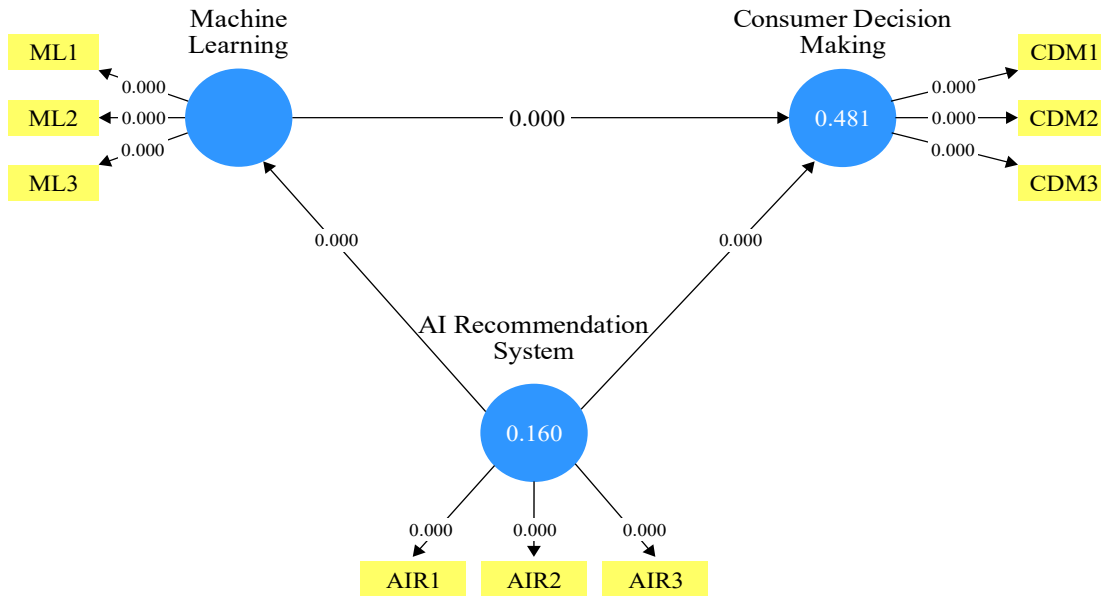 Machine
Learning
Consumer Decision
Making
ML1
ML2
ML3
0.000
0.000
0.000
0.000
0.481
0.000
0.000
0.000
CDM1
CDM2
CDM3
0.000
0.000
AI Recommendation
System
0.160
0.000
0.000
0.000
AIR1
AIR2
AIR3